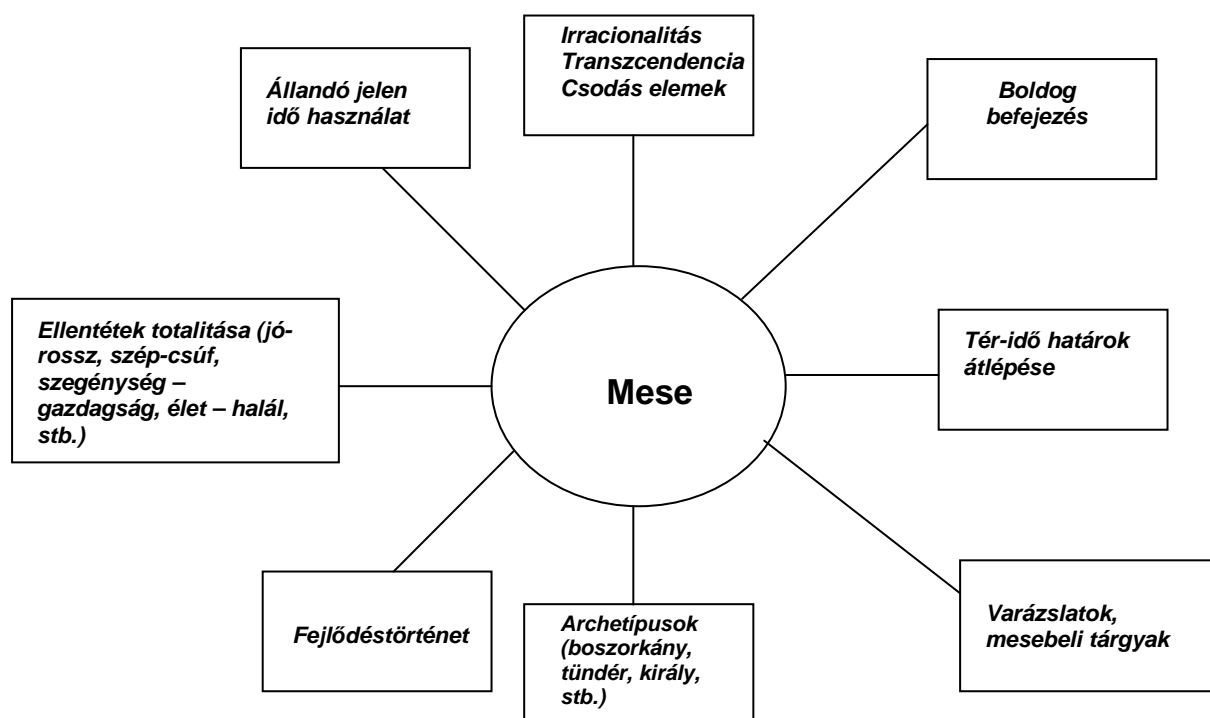 Irracionalitás
Transzcendencia
Csodás elemek
Állandó jelen
idő használat
Boldog
befejezés
Ellentétek totalitása (jó-
rossz, szép-csúf,
szegénység –
gazdagság, élet – halál,
stb.)
Mese
Tér-idő határok
átlépése
Fejlődéstörténet
Archetípusok
(boszorkány,
tündér, király,
stb.)
Varázslatok,
mesebeli tárgyak